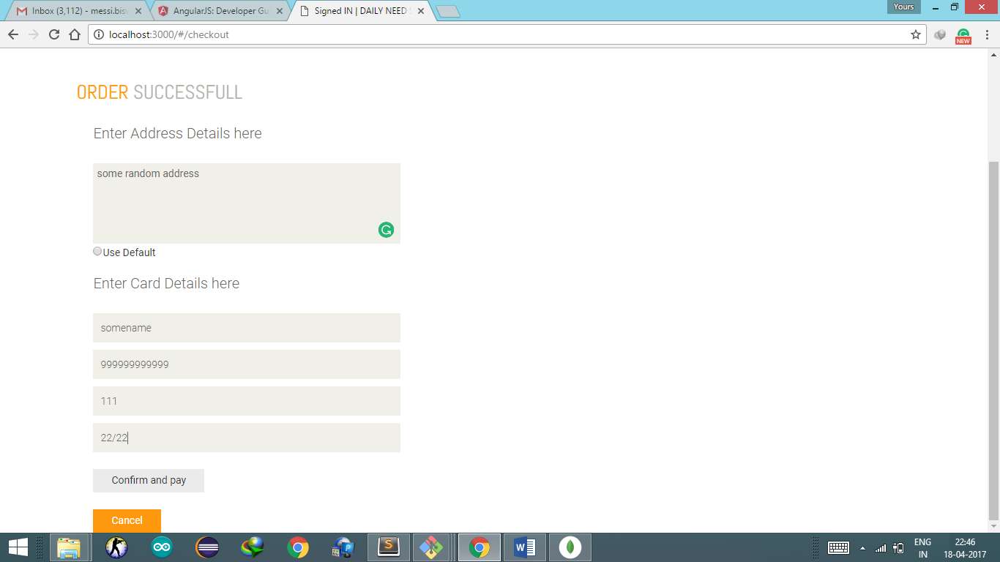 Yours
Inbox (3,112) - messi.bis
AngularJS: Developer Gu
Signed IN | DAILY NEED
localhost:3000/#/checkout
NEW
ORDER SUCCESSFULL
Enter Address Details here
some random address
Use Default
Enter Card Details here
somename
999999999999
111
22/22
Confirm and pay
Cancel
ENG
IN
22:46
18-04-2017